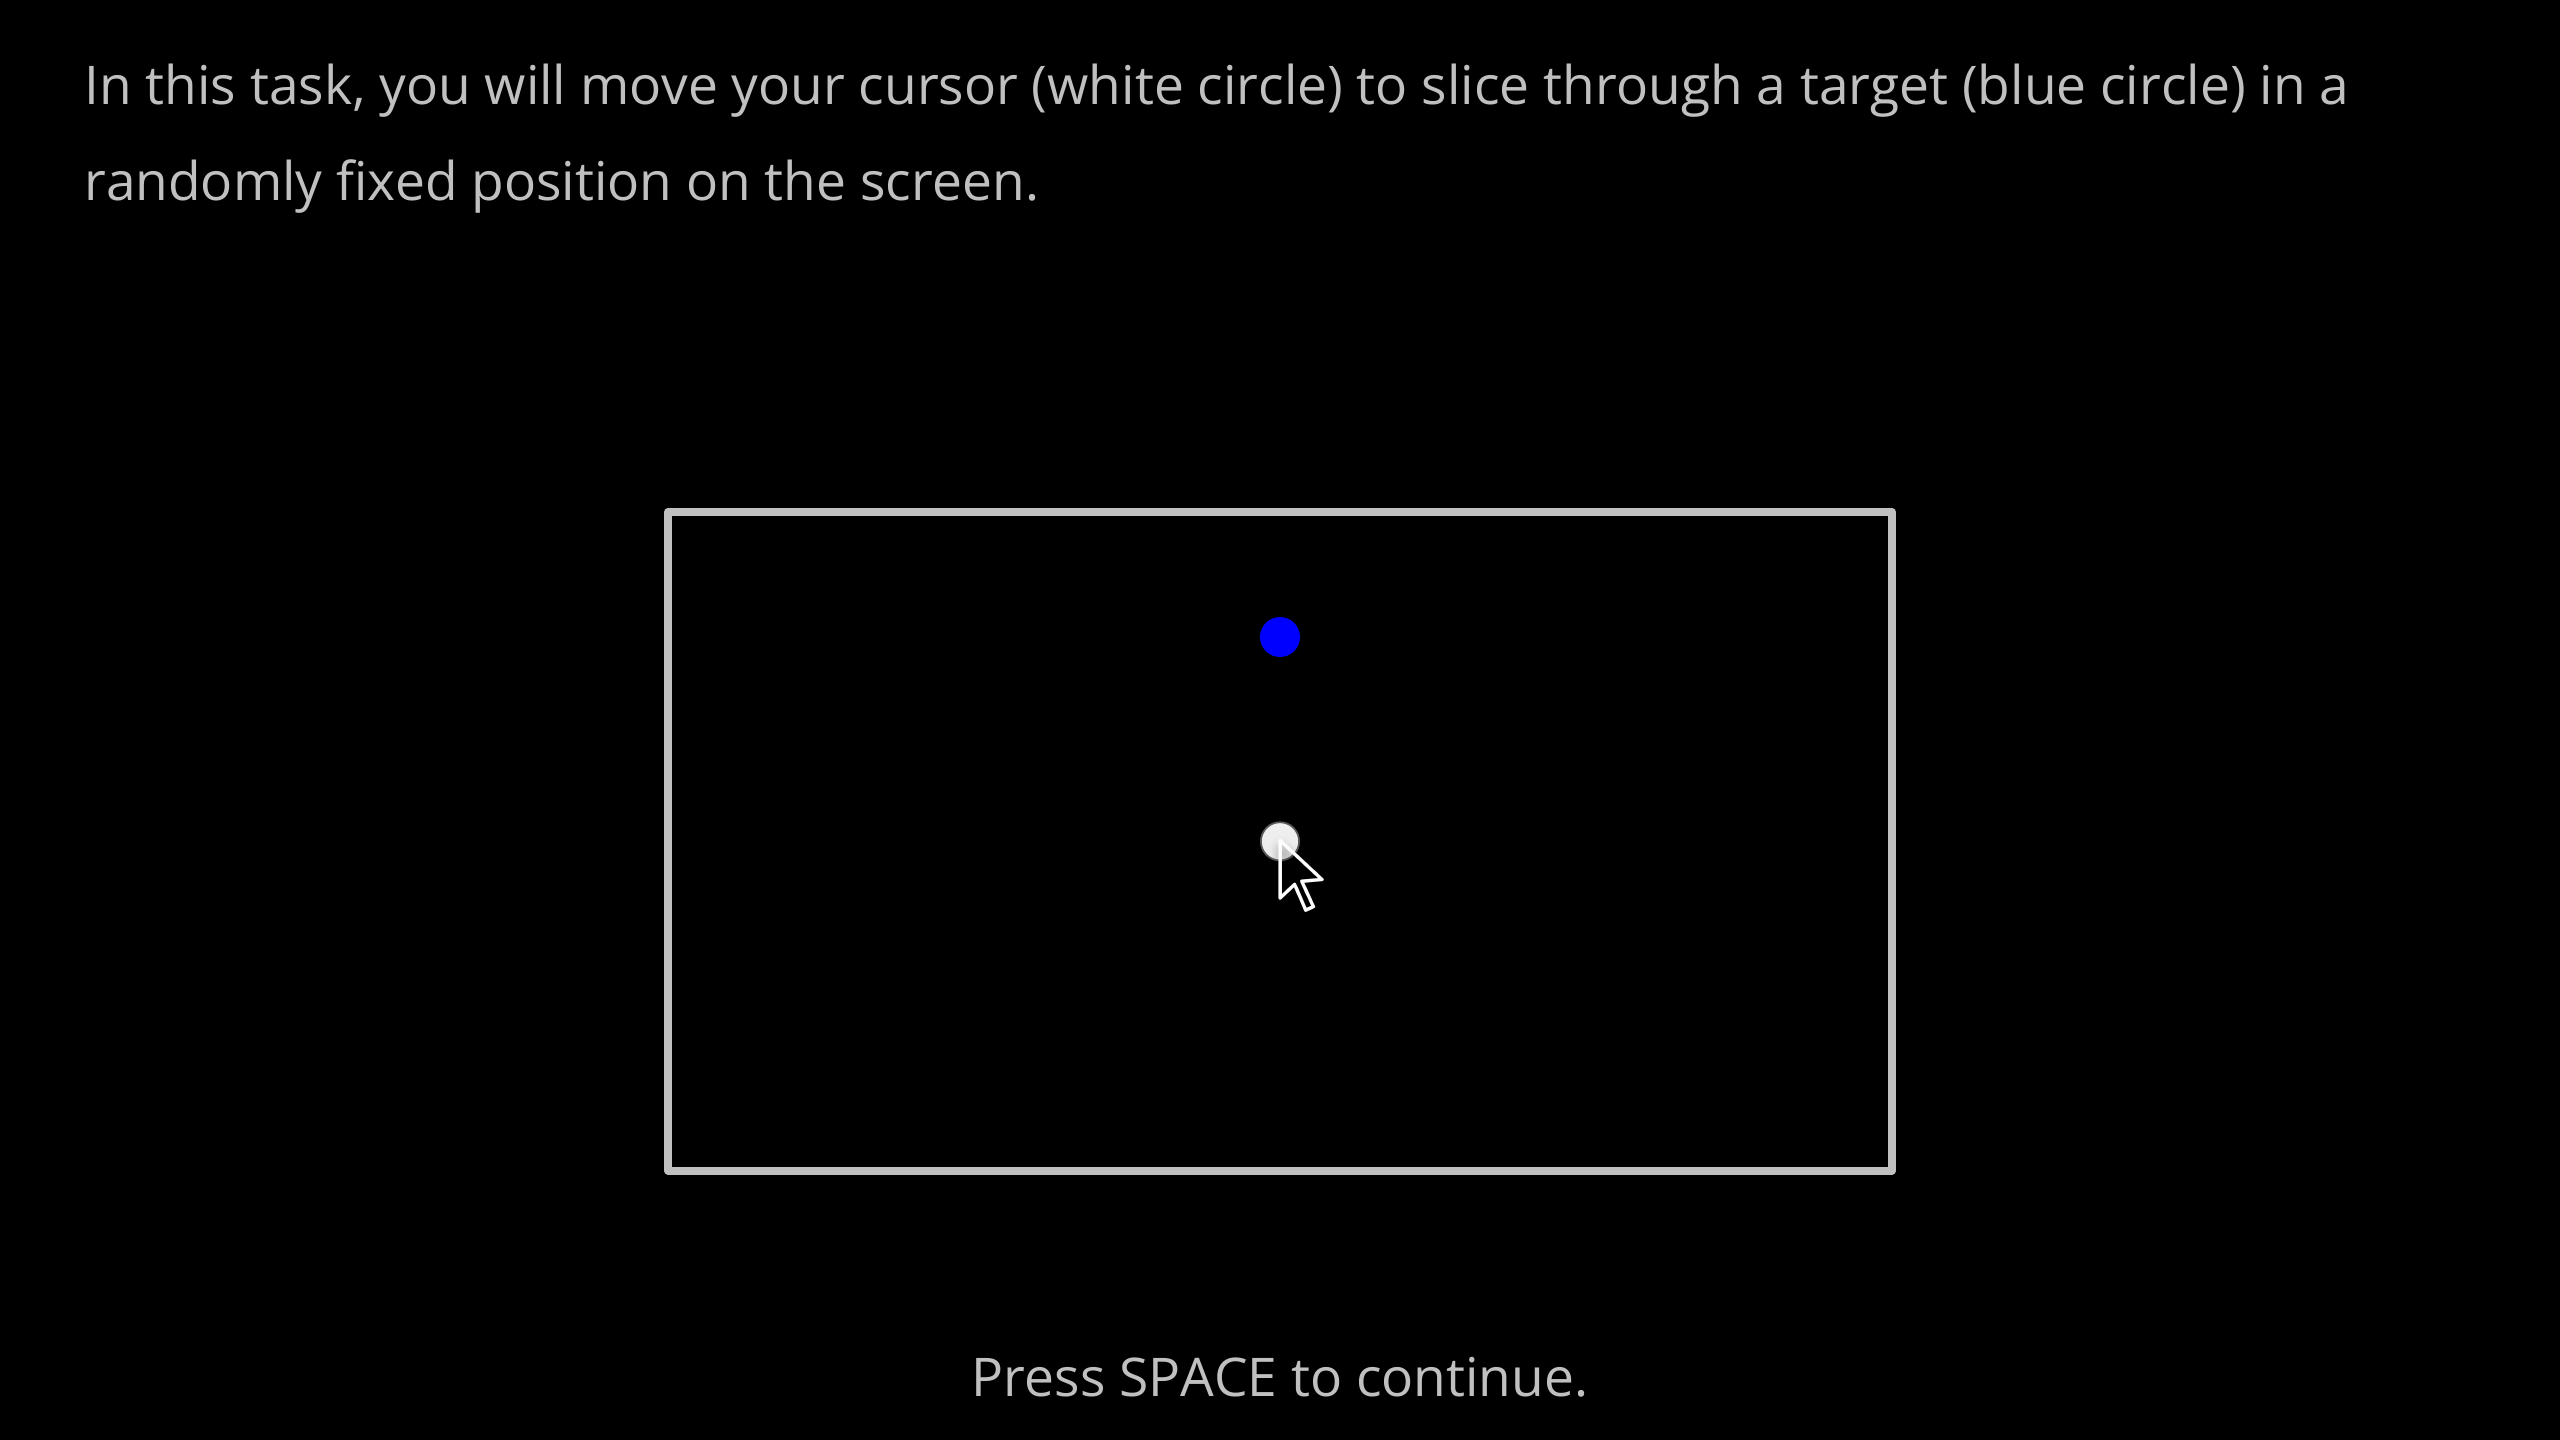 In this task, you will move your cursor (white circle) to slice through a target (blue circle) in a
randomly fixed position on the screen.
Press SPACE to continue.